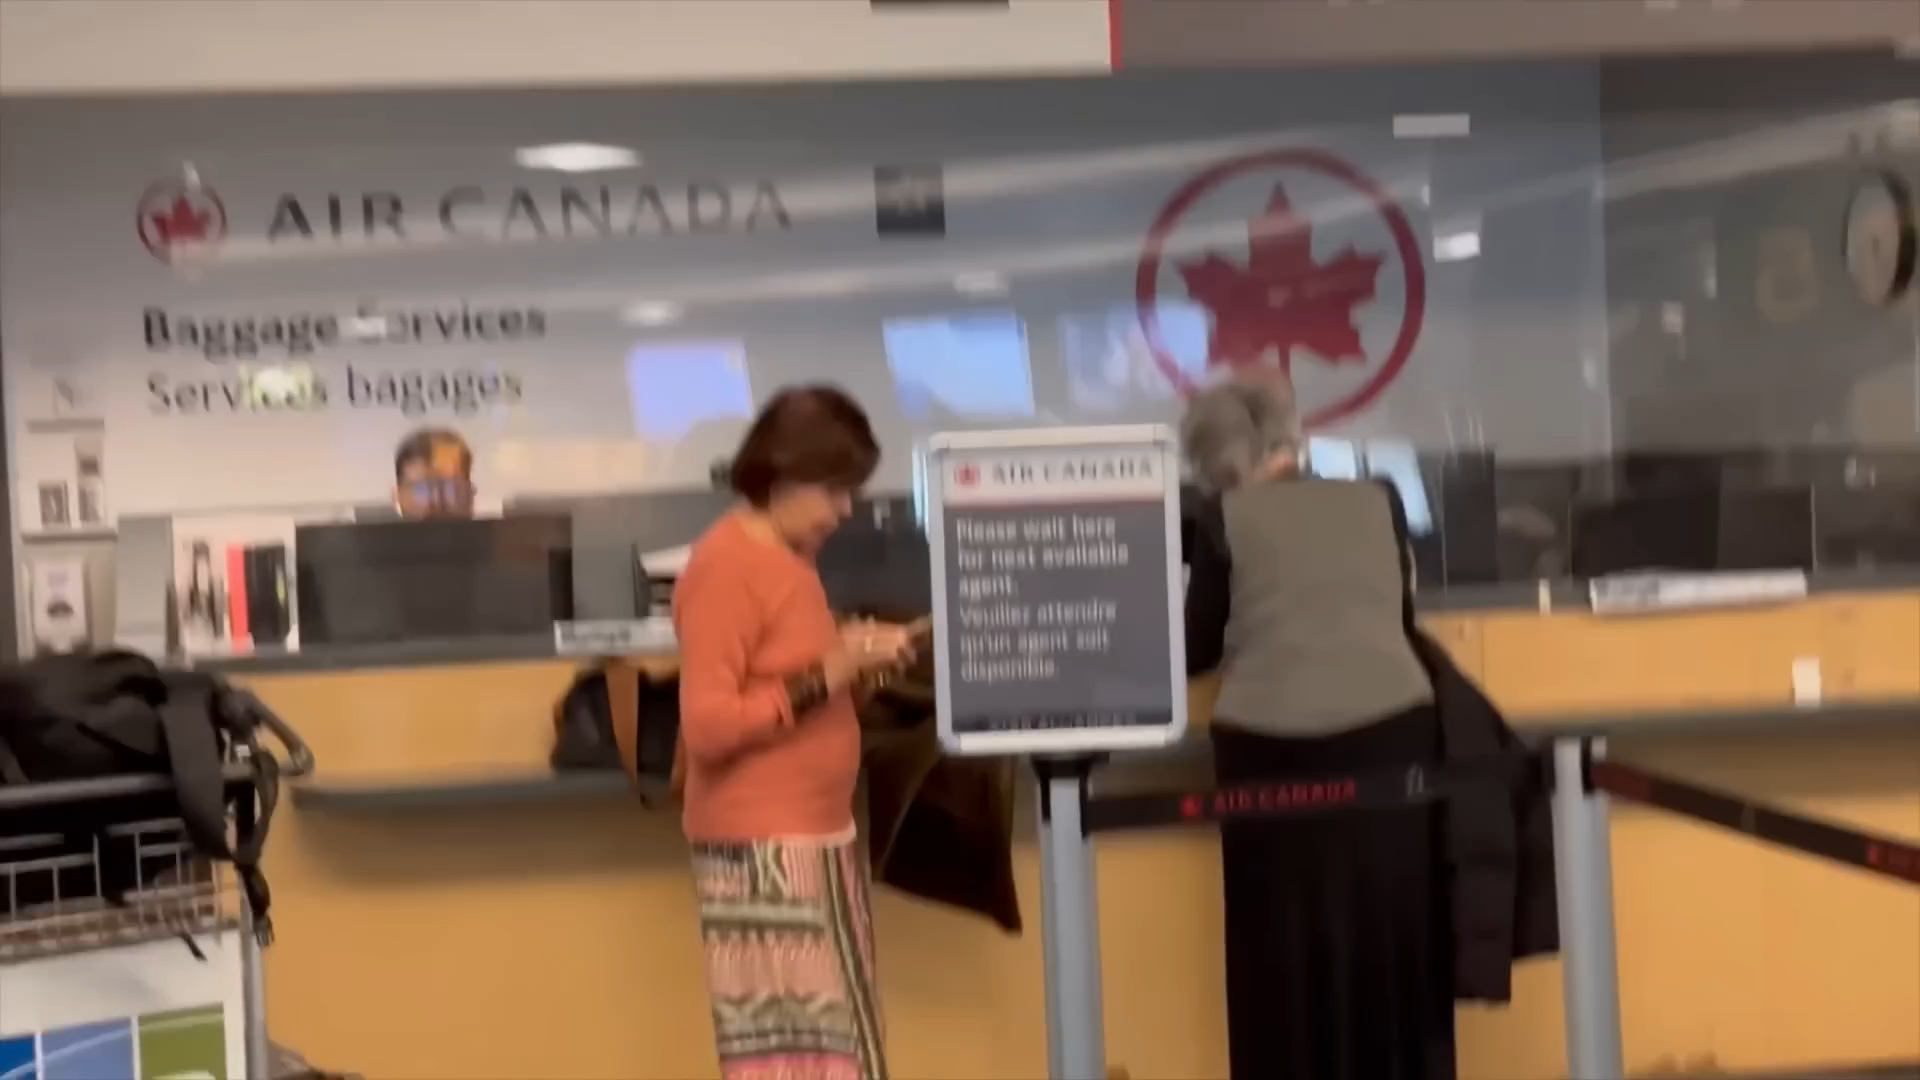 AIR CANADA
Baggage Services
Services bagages
AIR CANADA
Please wait here
for next available
agent.
Veuillez attendre
qu'un agent soit
disponible.
AIR CANADA